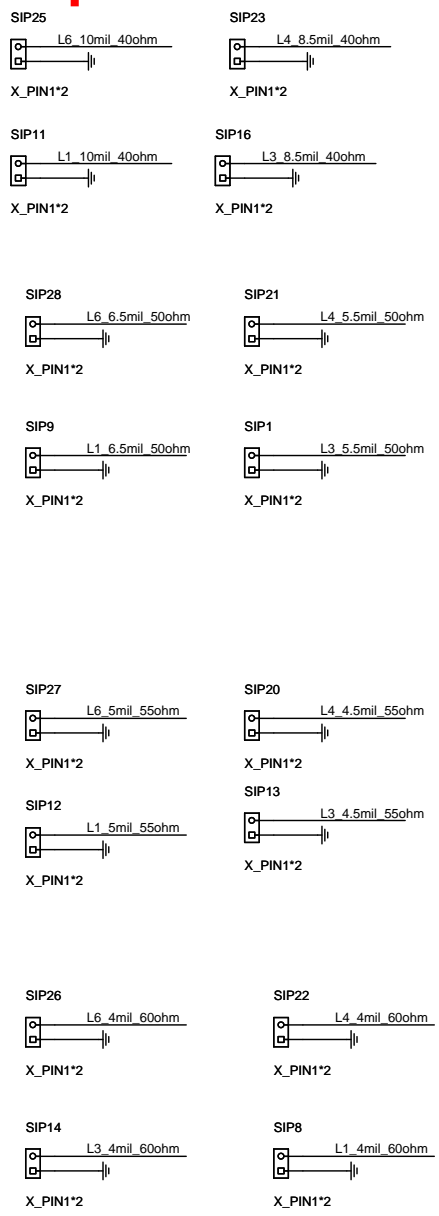 SIP25
L6_10mil_40ohm
X_PIN1*2
SIP23
L4_8.5mil_40ohm
X_PIN1*2
SIP11
L1_10mil_40ohm
X_PIN1*2
SIP16
L3_8.5mil_40ohm
X_PIN1*2
SIP28
L6_6.5mil_50ohm
X_PIN1*2
SIP21
L4_5.5mil_50ohm
X_PIN1*2
SIP9
L1_6.5mil_50ohm
X_PIN1*2
SIP1
L3_5.5mil_50ohm
X_PIN1*2
SIP27
L6_5mil_55ohm
X_PIN1*2
SIP20
L4_4.5mil_55ohm
X_PIN1*2
SIP12
L1_5mil_55ohm
X_PIN1*2
SIP13
L3_4.5mil_55ohm
X_PIN1*2
SIP26
L6_4mil_60ohm
X_PIN1*2
SIP22
L4_4mil_60ohm
X_PIN1*2
SIP14
L3_4mil_60ohm
X_PIN1*2
SIP8
L1_4mil_60ohm
X_PIN1*2